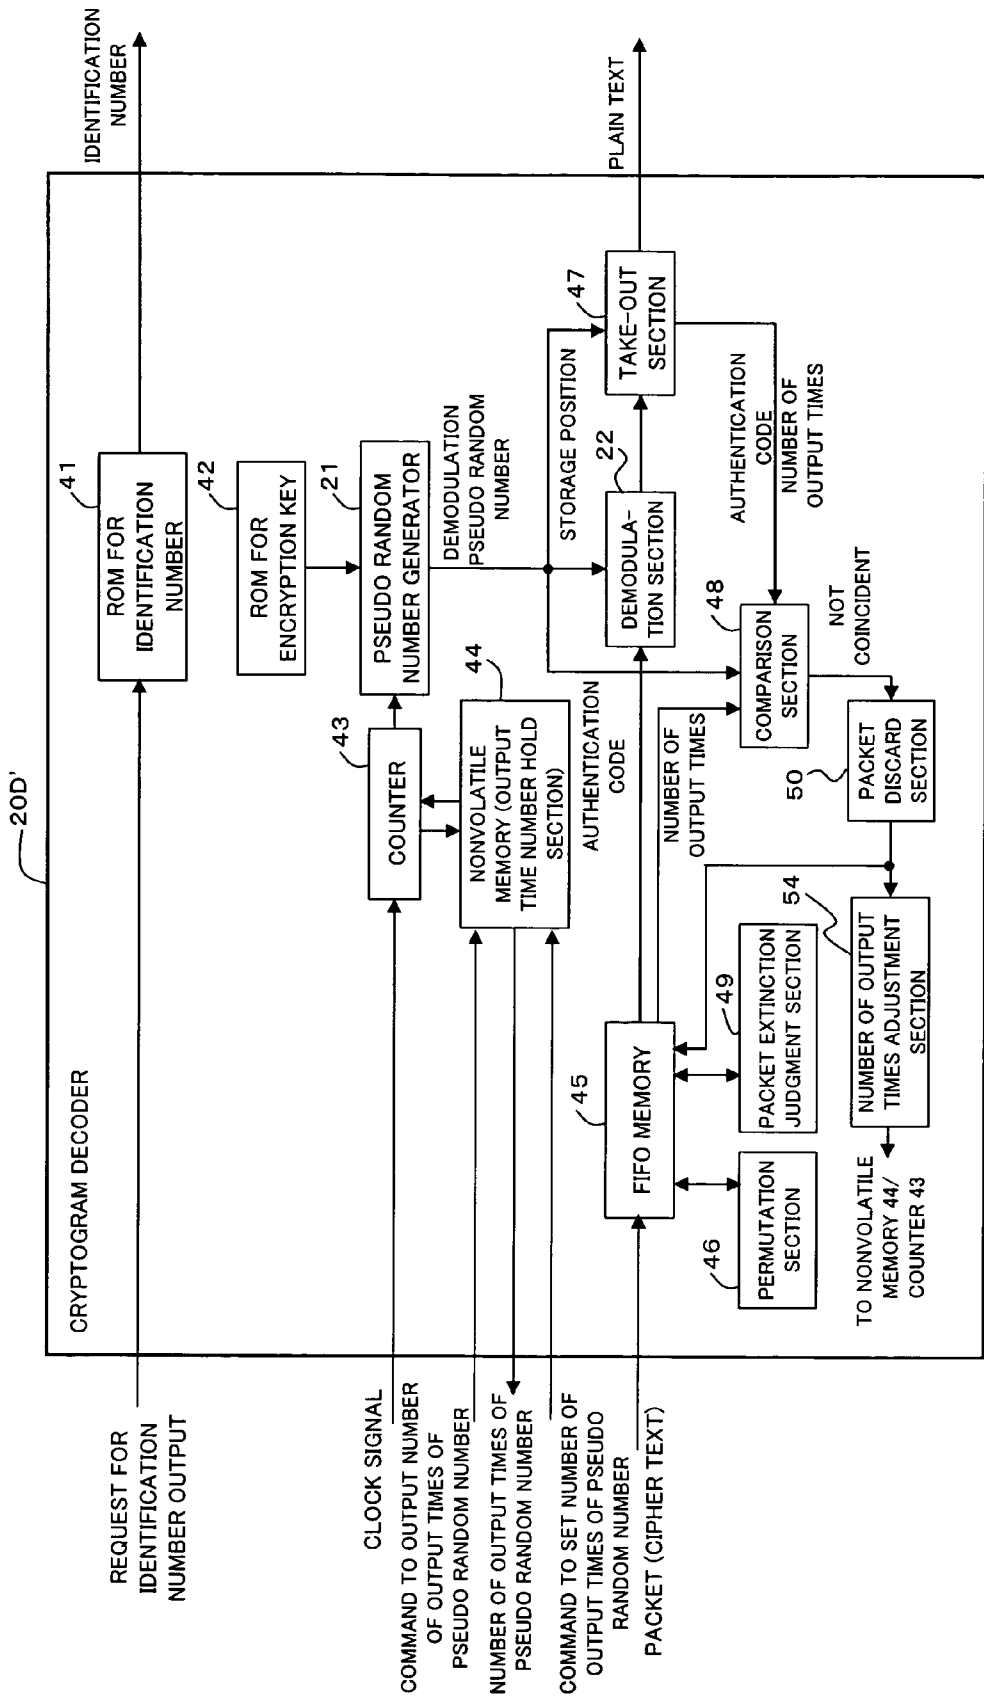 20D'
CRYPTOGRAM DECODER
REQUEST FOR
IDENTIFICATION
NUMBER OUTPUT
41
ROM FOR
IDENTIFICATION
NUMBER
IDENTIFICATION
NUMBER
42
ROM FOR
ENCRYPTION KEY
21
PSEUDO RANDOM
NUMBER GENERATOR
DEMODULATION
PSEUDO RANDOM
NUMBER
CLOCK SIGNAL
43
COUNTER
COMMAND TO OUTPUT NUMBER
OF OUTPUT TIMES OF
PSEUDO RANDOM NUMBER
NUMBER OF OUTPUT TIMES OF
PSEUDO RANDOM NUMBER
COMMAND TO SET NUMBER OF
OUTPUT TIMES OF PSEUDO
RANDOM NUMBER
44
NONVOLATILE
MEMORY (OUTPUT
TIME NUMBER HOLD
SECTION)
AUTHENTICATION
CODE
STORAGE POSITION
PACKET (CIPHER TEXT)
45
FIFO MEMORY
NUMBER OF
OUTPUT TIMES
22
DEMODULA-
TION SECTION
47
TAKE-OUT
SECTION
PLAIN TEXT
AUTHENTICATION
CODE
NUMBER OF
OUTPUT TIMES
46
PERMUTATION
SECTION
49
PACKET EXTINCTION
JUDGMENT SECTION
48
COMPARISON
SECTION
NOT
COINCIDENT
50
PACKET
DISCARD
SECTION
54
NUMBER OF OUTPUT
TIMES ADJUSTMENT
SECTION
TO NONVOLATILE
MEMORY 44/
COUNTER 43